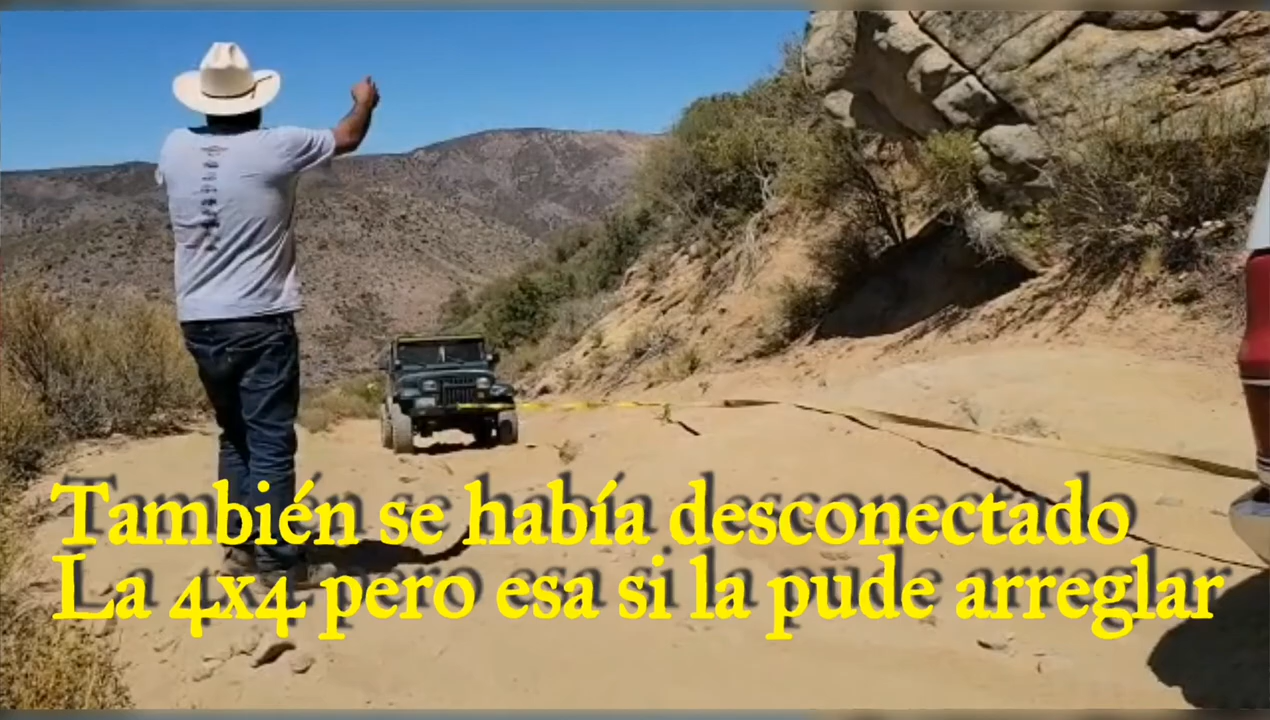 También se había desconectado
La 4x4 pero esa si la pude arreglar